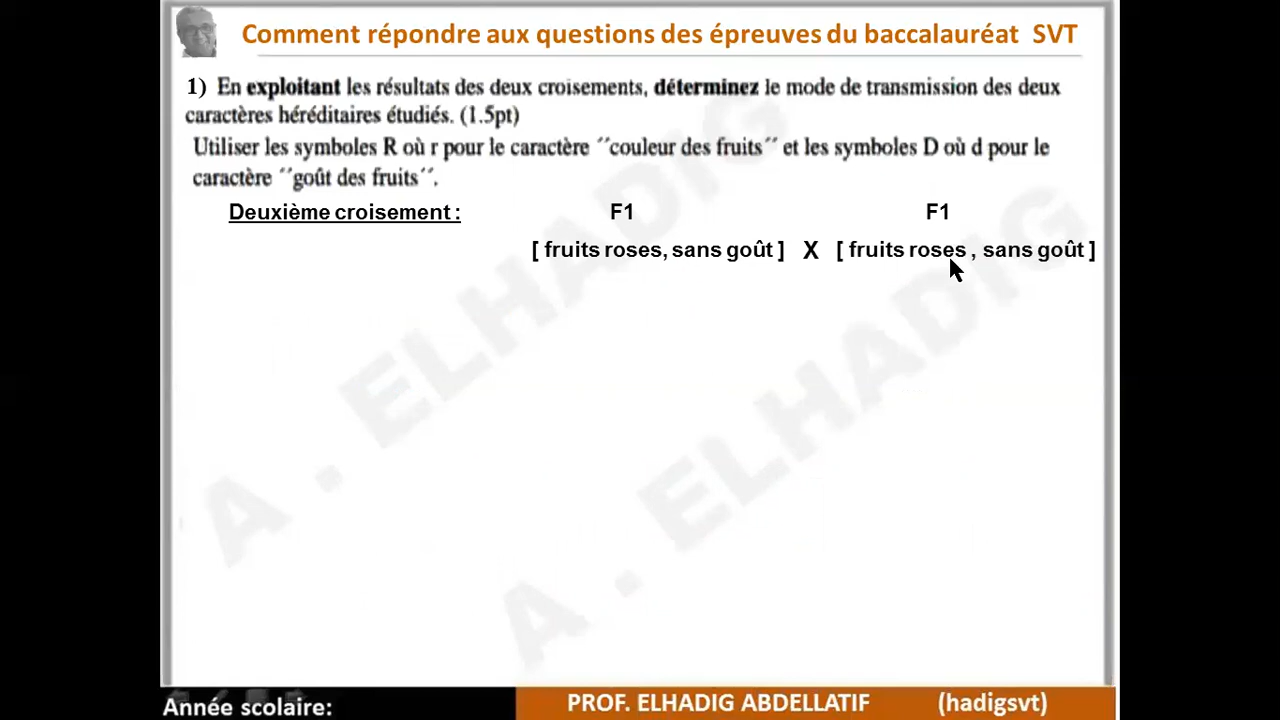 Comment répondre aux questions des épreuves du baccalauréat SVT
1) En exploitant les résultats des deux croisements, déterminez le mode de transmission des deux
caractères héréditaires étudiés. (1.5pt)
Utiliser les symboles R où r pour le caractère ´´couleur des fruits´´ et les symboles D où d pour le
caractère ´´goût des fruits´´.
Deuxième croisement : F1 F1
[ fruits roses, sans goût ] X [ fruits roses , sans goût ]
A . ELHADIG
A . ELHADIG
Année scolaire: PROF. ELHADIG ABDELLATIF (hadigsvt)